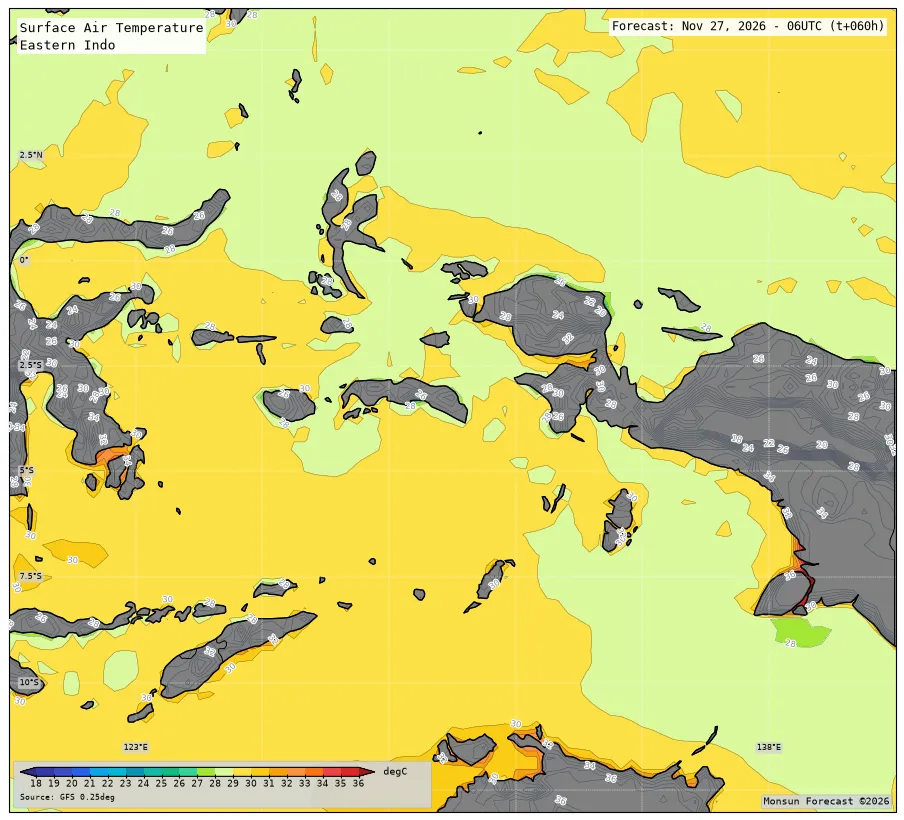 Surface Air Temperature
Eastern Indo
Forecast: Nov 27, 2026 - 06UTC (t+060h)
2.5°N
0°
2.5°S
5°S
7.5°S
10°S
123°E
138°E
degC
18 19 20 21 22 23 24 25 26 27 28 29 30 31 32 33 34 35 36
Source: GFS 0.25deg
Monsun Forecast ©2026